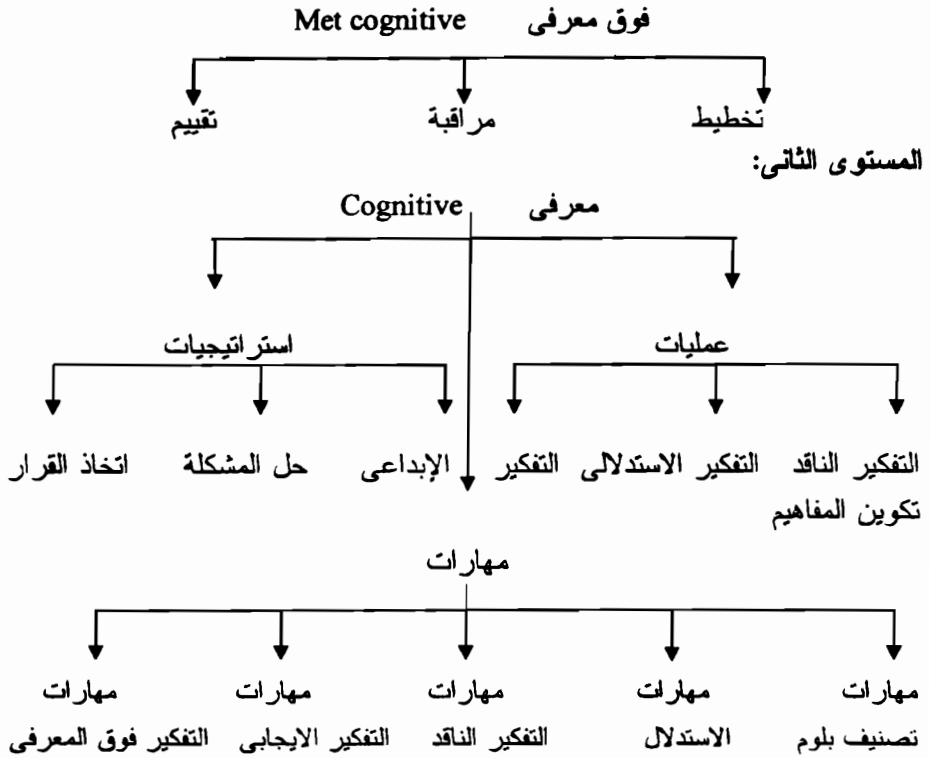 فوق معرفى Met cognitive
تخطيط مراقبة تقييم
المستوى الثانى:
معرفى Cognitive
عمليات استراتيجيات
التفكير الناقد التفكير الاستدلالى التفكير الإبداعى حل المشكلة اتخاذ القرار
تكوين المفاهيم
مهارات
مهارات مهارات مهارات مهارات مهارات
تصنيف بلوم الاستدلال التفكير الناقد التفكير الايجابى التفكير فوق المعرفى